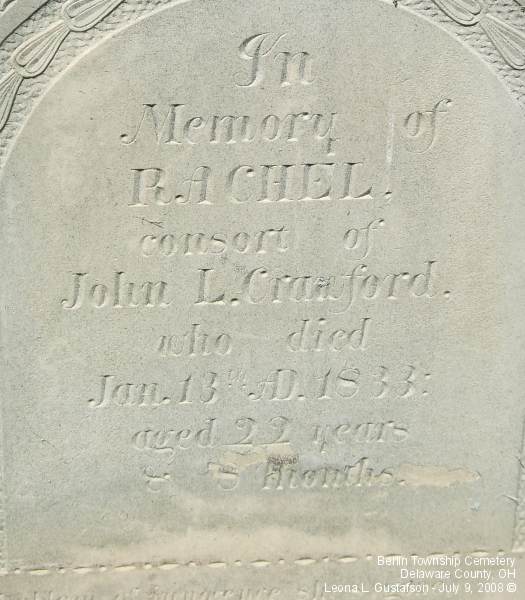 In
Memory of
RACHEL,
consort of
John L. Crawford.
who died
Jan. 13th AD. 1833:
aged 22 years
& 8 months.
Berlin Township Cemetery
Delaware County, OH
Leona L. Gustafson - July 9, 2008 ©